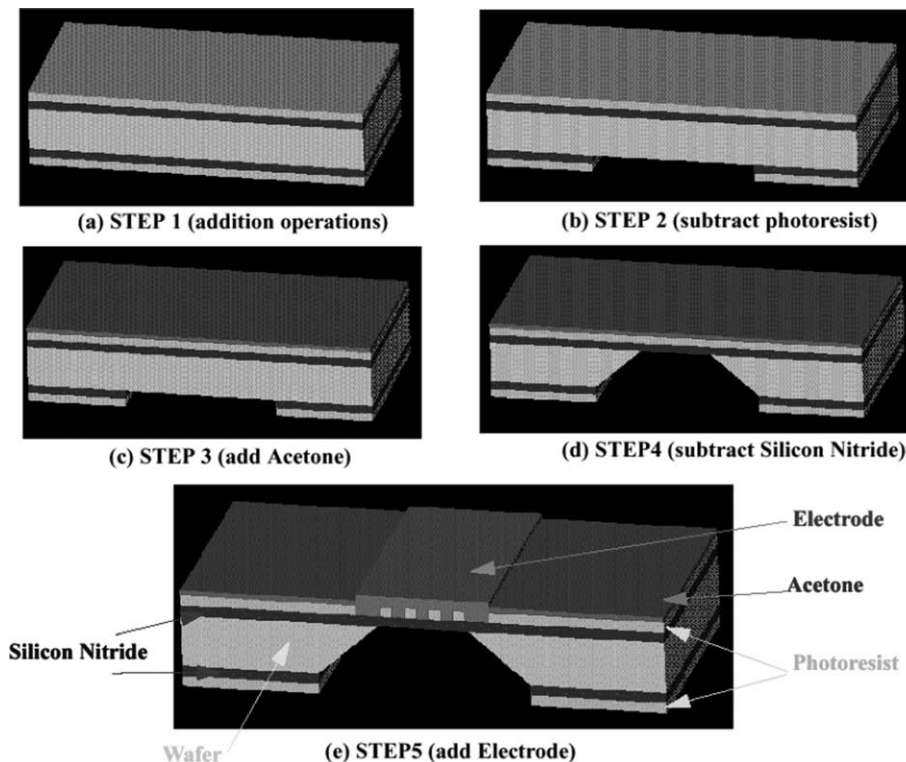 (a) STEP 1 (addition operations)
(b) STEP 2 (subtract photoresist)
(c) STEP 3 (add Acetone)
(d) STEP4 (subtract Silicon Nitride)
Electrode
Acetone
Silicon Nitride
Photoresist
Wafer
(e) STEP5 (add Electrode)